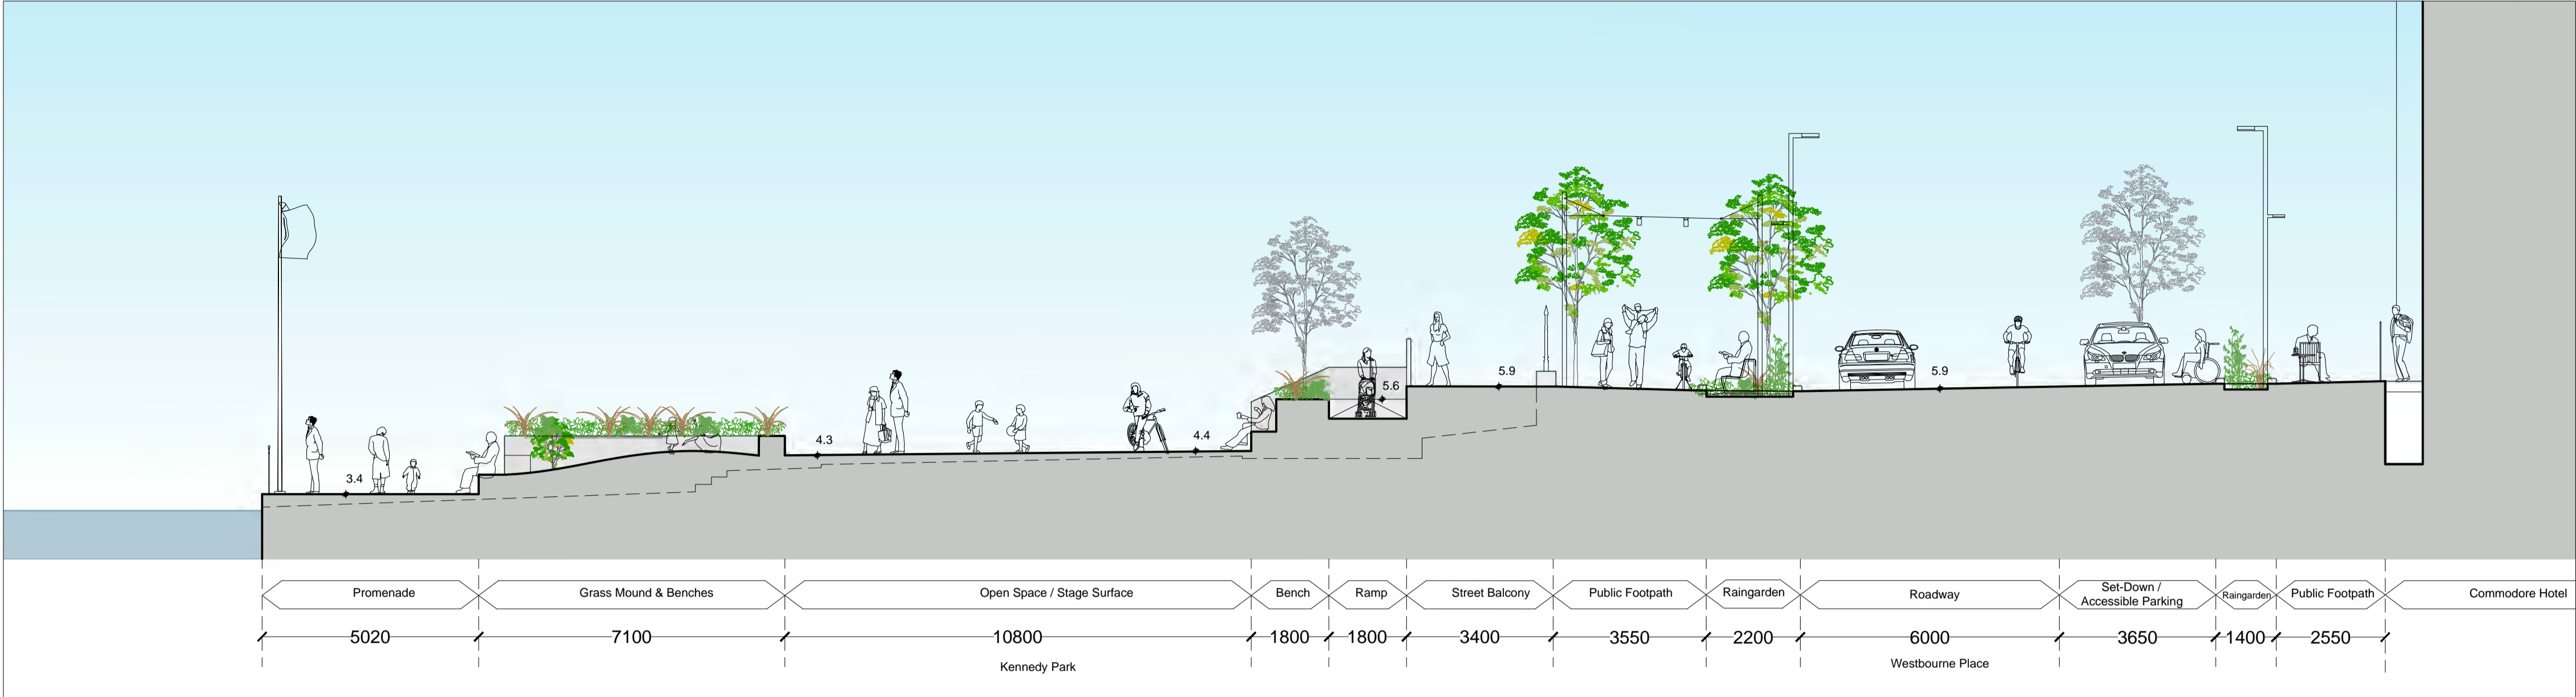 5.9
5.9
5.6
4.3
4.4
3.4
Promenade
Grass Mound & Benches
Open Space / Stage Surface
Bench
Ramp
Street Balcony
Public Footpath
Raingarden
Roadway
Set-Down /
Accessible Parking
Raingarden
Public Footpath
Commodore Hotel
5020
7100
10800
1800
1800
3400
3550
2200
6000
3650
1400
2550
Kennedy Park
Westbourne Place